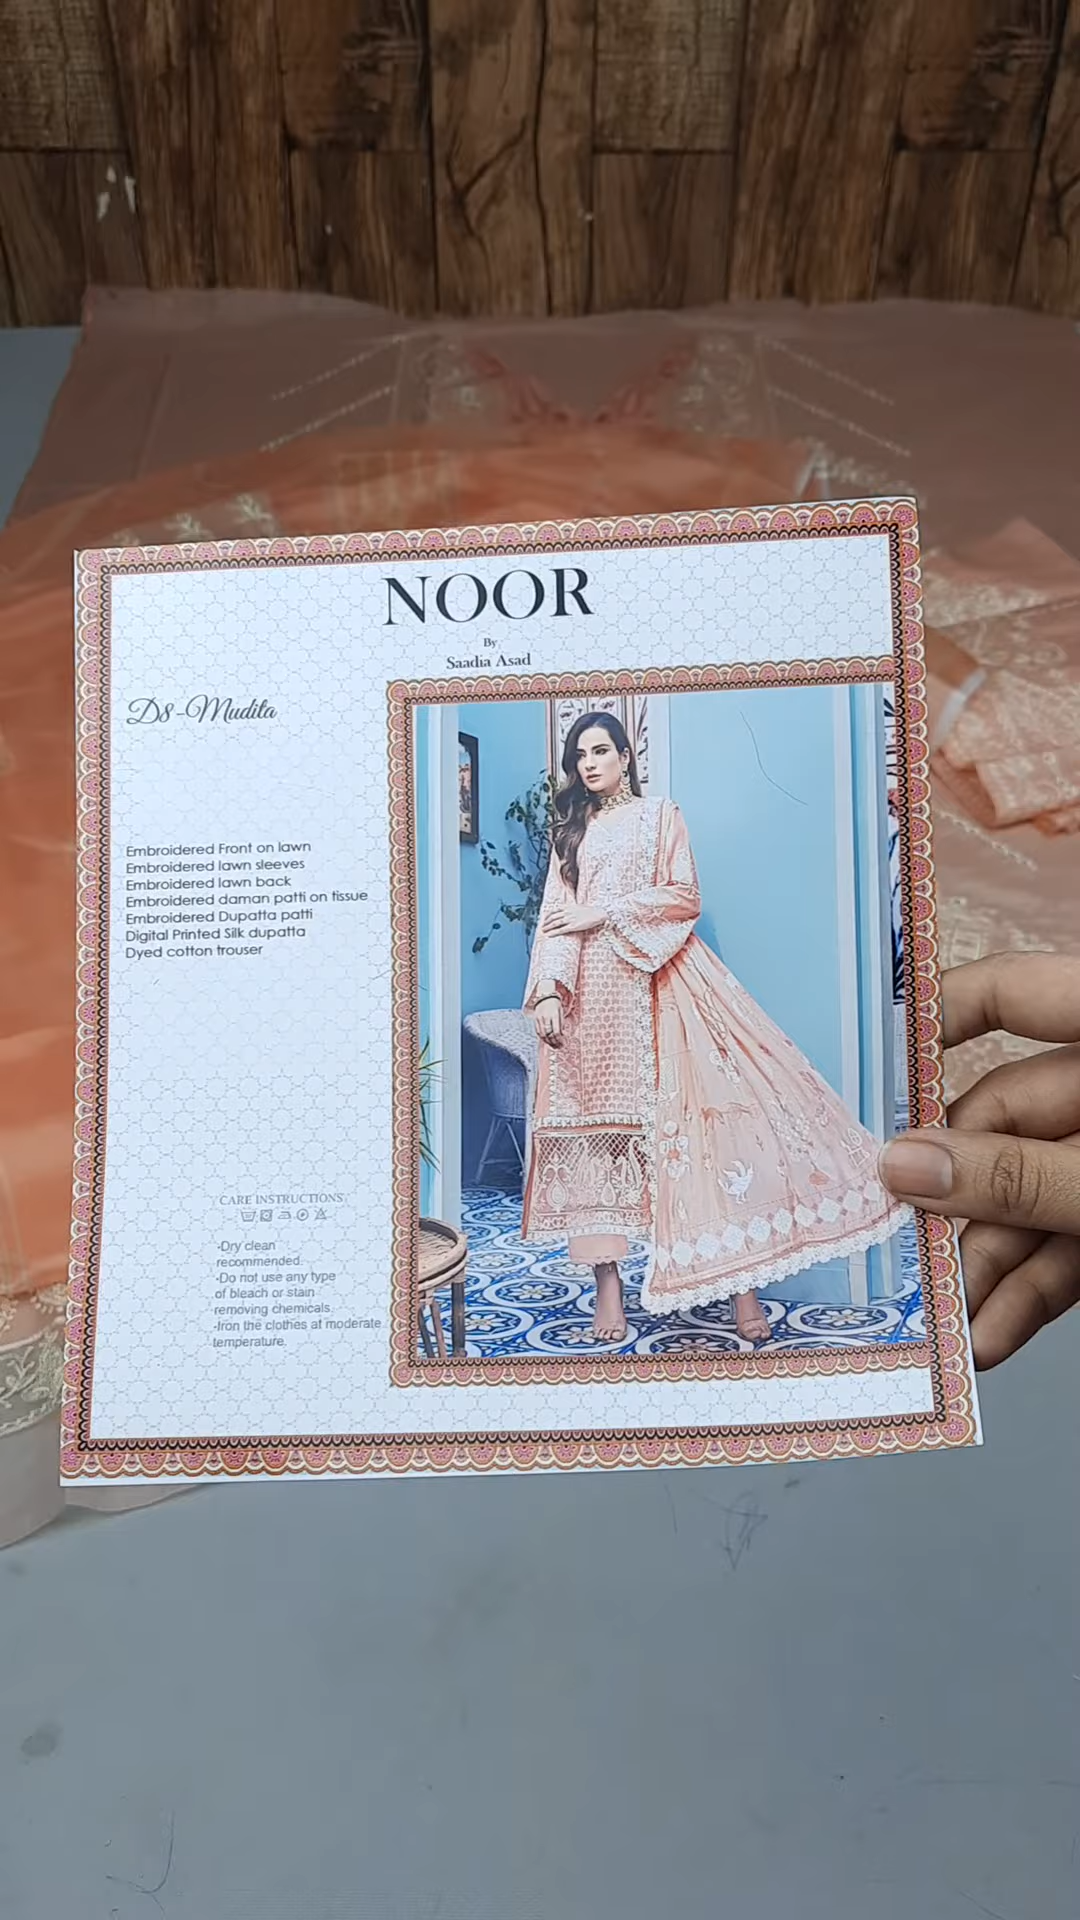 NOOR
By
Saadia Asad
D8-Mudita
Embroidered Front on lawn
Embroidered lawn sleeves
Embroidered lawn back
Embroidered daman patti on tissue
Embroidered Dupatta patti
Digital Printed Silk dupatta
Dyed cotton trouser
CARE INSTRUCTIONS
-Dry clean
recommended.
-Do not use any type
of bleach or stain
removing chemicals.
-Iron the clothes at moderate
temperature.